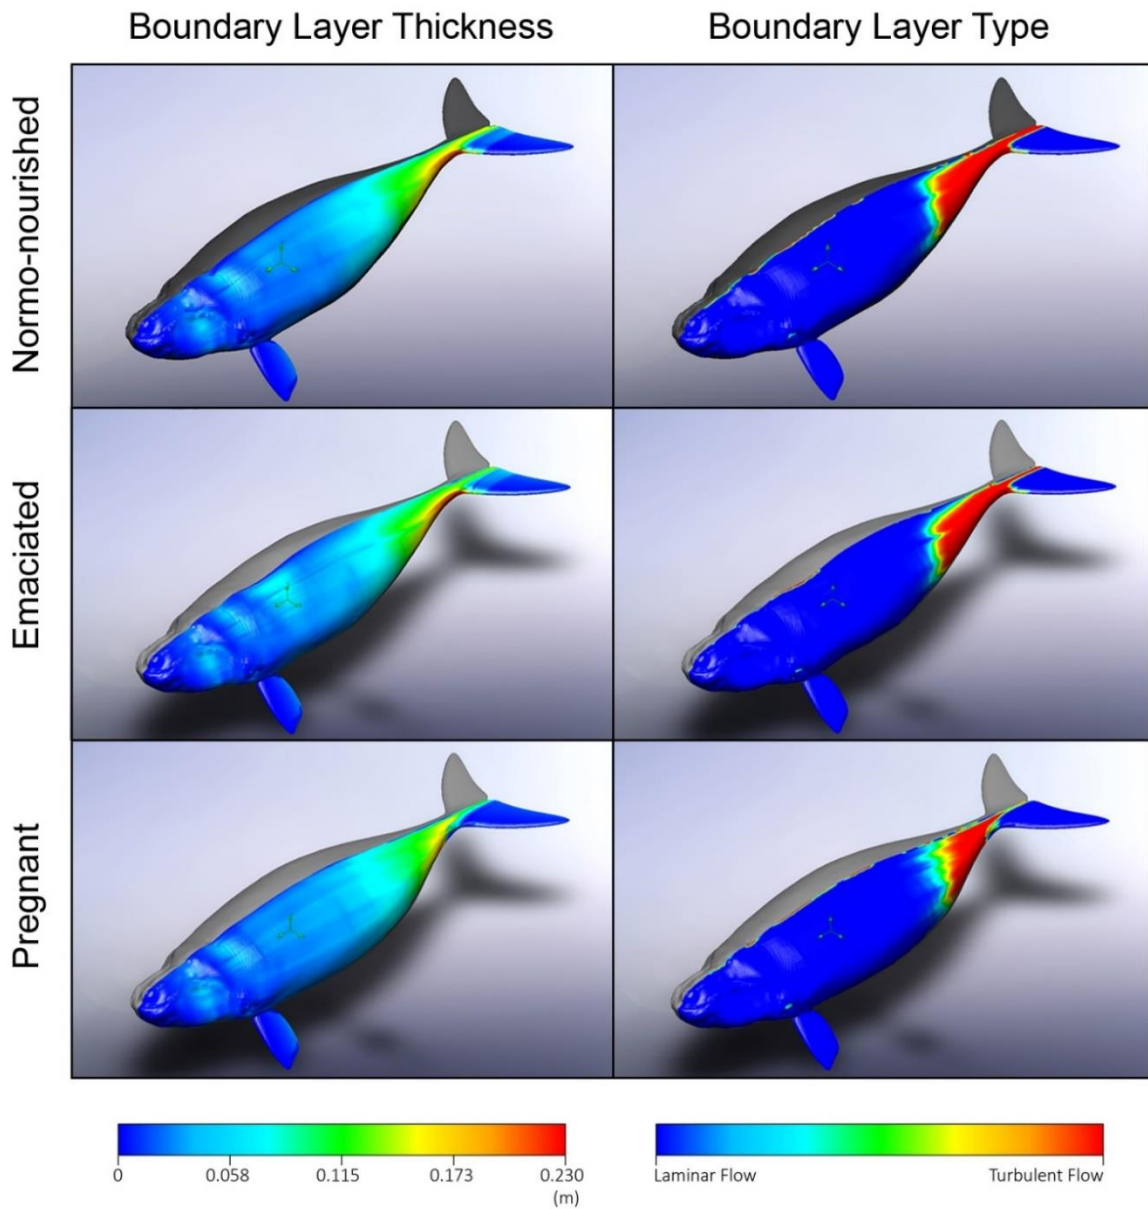 Boundary Layer Thickness
Boundary Layer Type
Normo-nourished
Emaciated
Pregnant
0 0.058 0.115 0.173 0.230
(m)
Laminar Flow Turbulent Flow